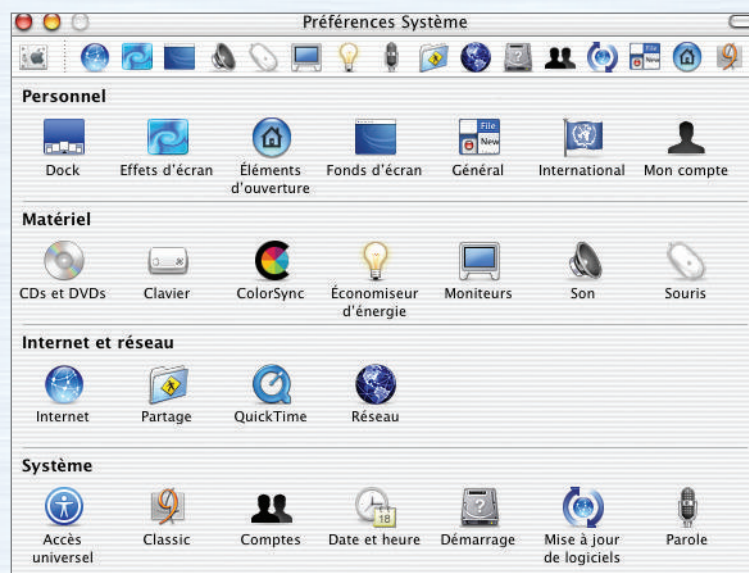 Préférences Système
Personnel
Dock Effets d'écran Éléments d'ouverture Fonds d'écran Général International Mon compte
File
New
Matériel
CDs et DVDs Clavier ColorSync Économiseur d'énergie Moniteurs Son Souris
Internet et réseau
Internet Partage QuickTime Réseau
Système
Accès universel Classic Comptes Date et heure Démarrage Mise à jour de logiciels Parole
18